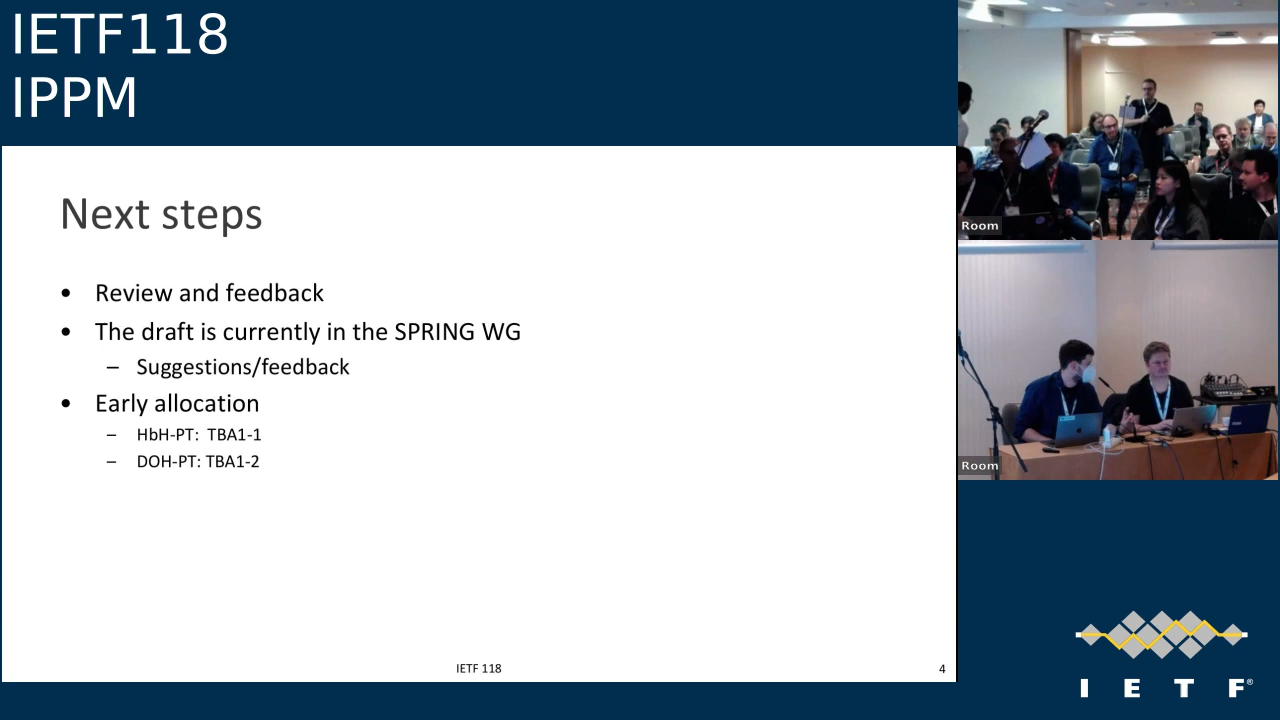 IETF118
IPPM
Next steps
• Review and feedback
• The draft is currently in the SPRING WG
– Suggestions/feedback
• Early allocation
– HbH-PT: TBA1-1
– DOH-PT: TBA1-2
IETF 118
4
Room
Room
I E T F®